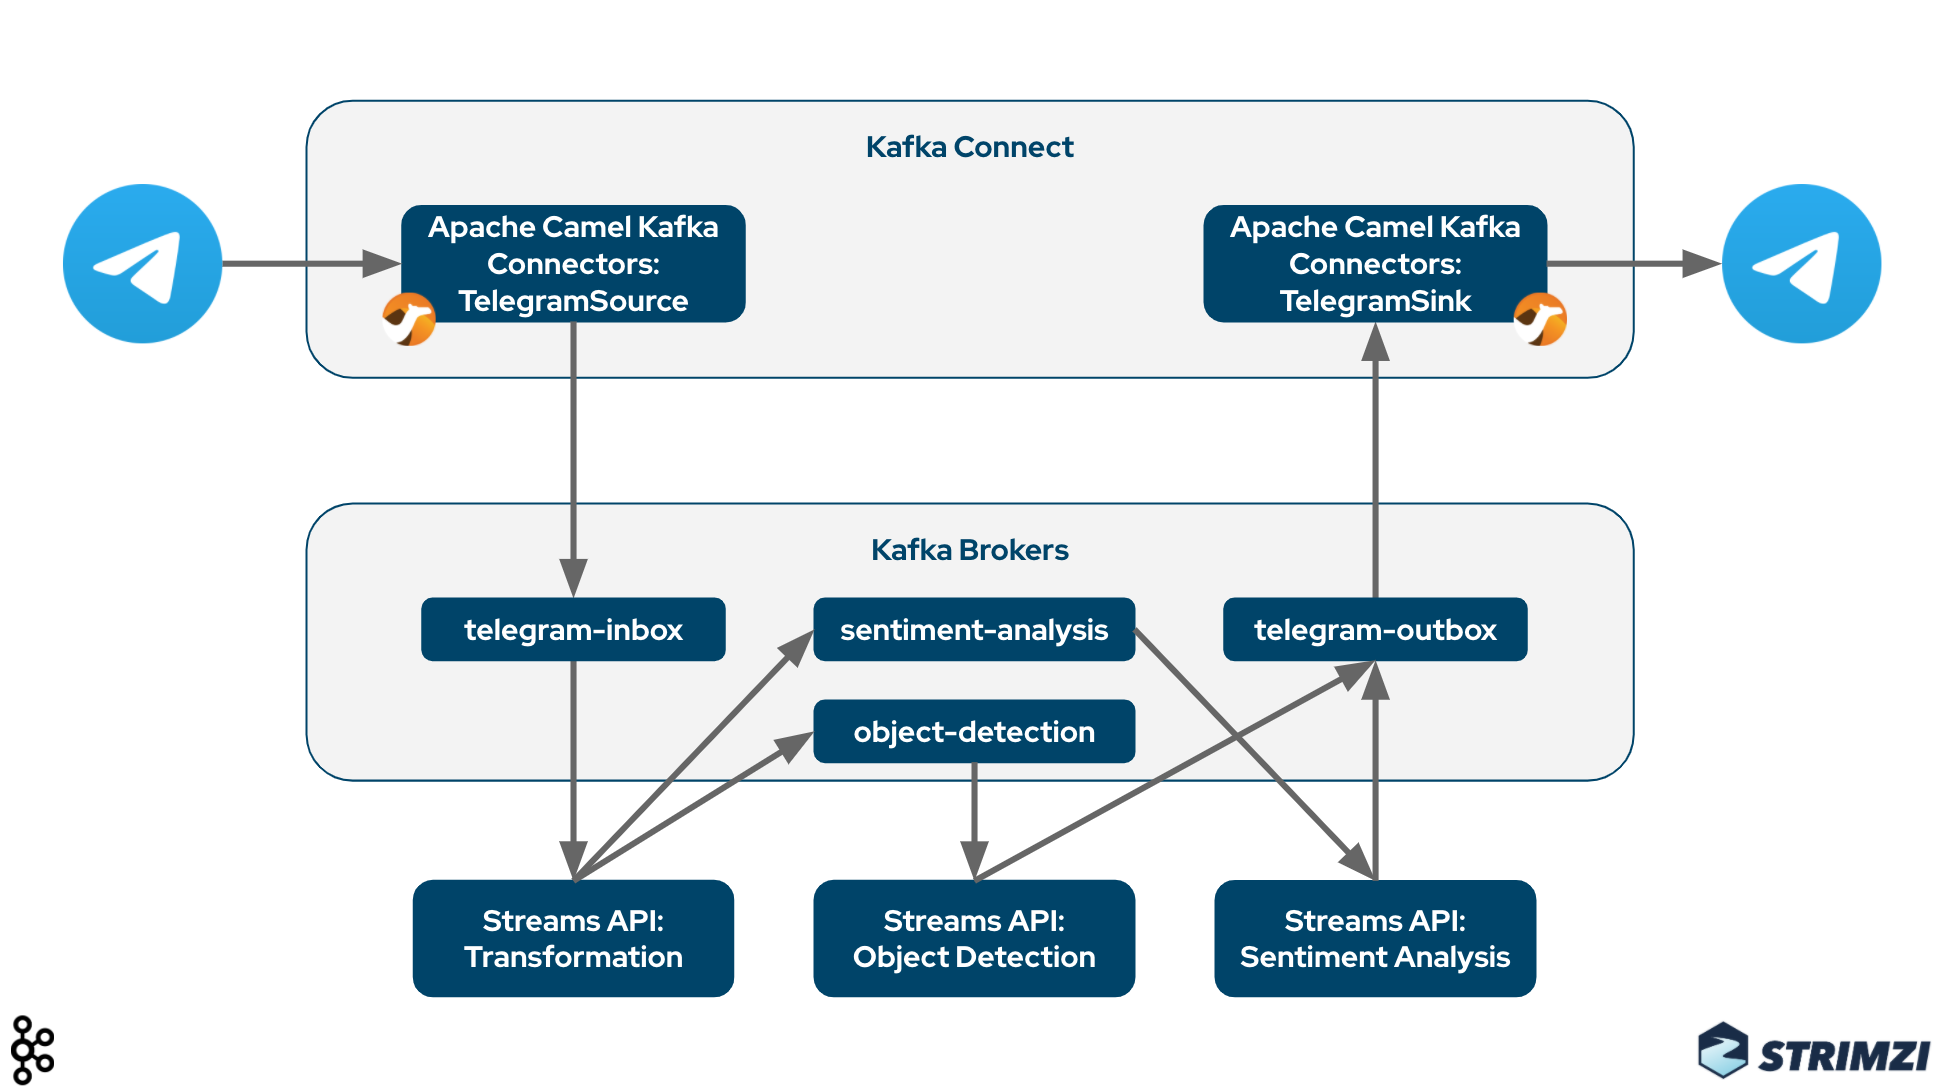 Kafka Connect
Apache Camel Kafka
Connectors:
TelegramSource
Apache Camel Kafka
Connectors:
TelegramSink
Kafka Brokers
telegram-inbox
sentiment-analysis
telegram-outbox
object-detection
Streams API:
Transformation
Streams API:
Object Detection
Streams API:
Sentiment Analysis
STRIMZI